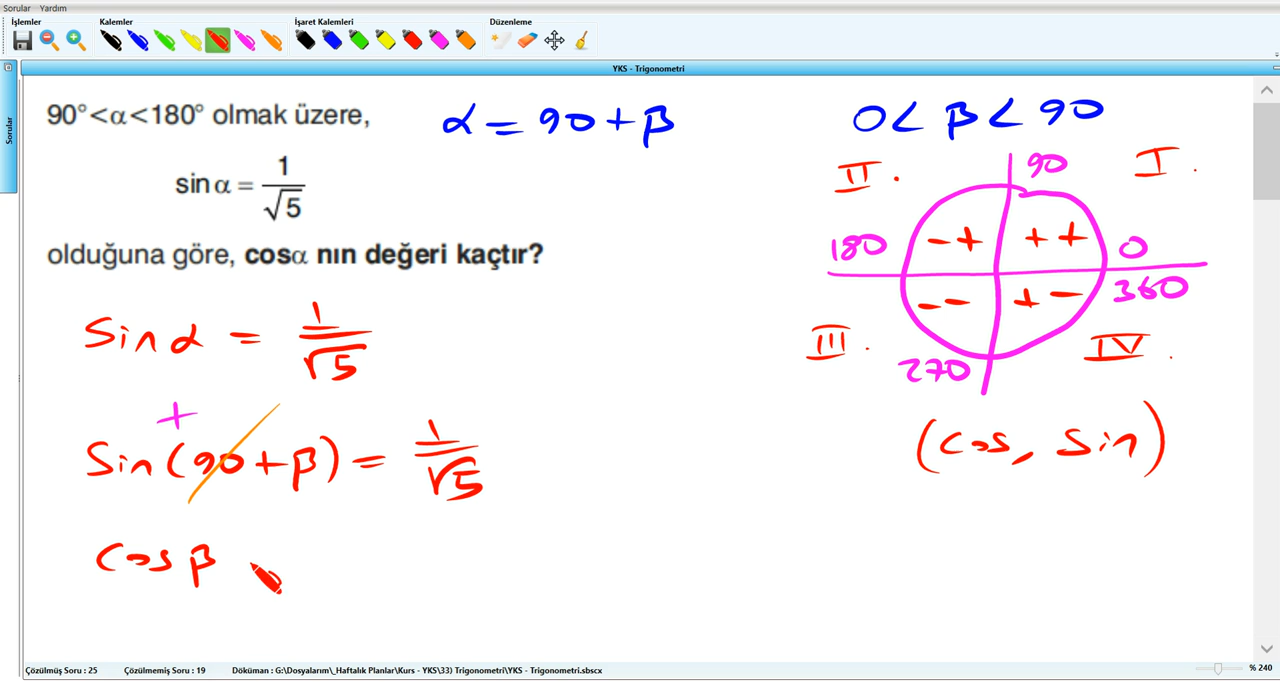 Sorular Yardım
İşlemler Kalemler İşaret Kalemleri Düzenleme
YKS - Trigonometri
Sorular
90°<α<180° olmak üzere,
sinα = 1/√5
olduğuna göre, cosα nın değeri kaçtır?
α = 90 + β
0 < β < 90
II. 90 I.
180 - + + + 0
- - + - 360
III. 270 IV.
(cos, sin)
sin α = 1/√5
+
sin(90 + β) = 1/√5
cos β
Çözülmüş Soru : 25 Çözülmemiş Soru : 19 Döküman : G:\Dosyalarım\_Haftalık Planlar\Kurs - YKS\33) Trigonometri\YKS - Trigonometri.sbscx % 240